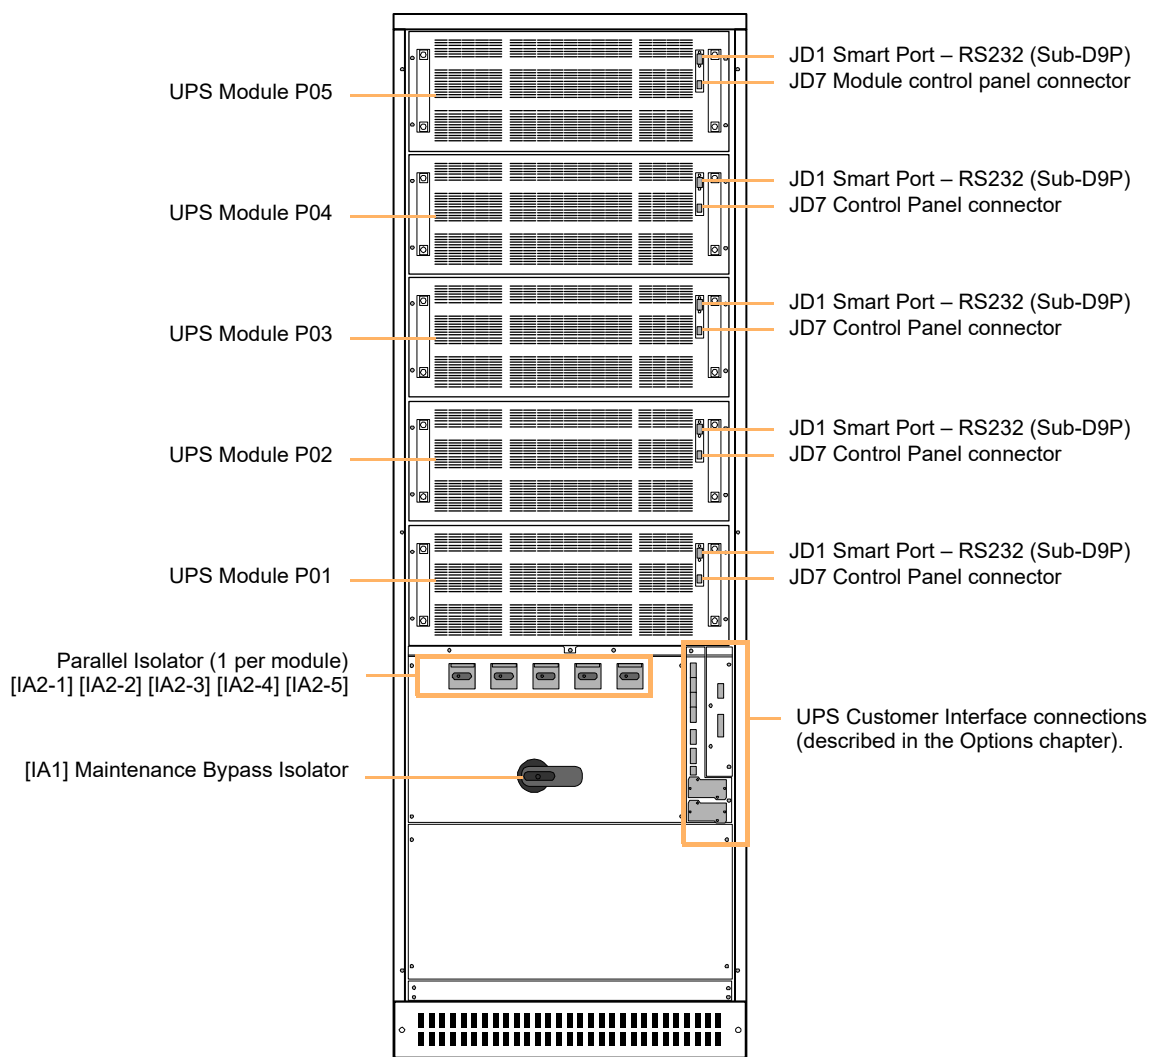 JD1 Smart Port – RS232 (Sub-D9P)
UPS Module P05
JD7 Module control panel connector
JD1 Smart Port – RS232 (Sub-D9P)
UPS Module P04
JD7 Control Panel connector
JD1 Smart Port – RS232 (Sub-D9P)
UPS Module P03
JD7 Control Panel connector
JD1 Smart Port – RS232 (Sub-D9P)
UPS Module P02
JD7 Control Panel connector
JD1 Smart Port – RS232 (Sub-D9P)
UPS Module P01
JD7 Control Panel connector
Parallel Isolator (1 per module)
[IA2-1] [IA2-2] [IA2-3] [IA2-4] [IA2-5]
UPS Customer Interface connections
(described in the Options chapter).
[IA1] Maintenance Bypass Isolator